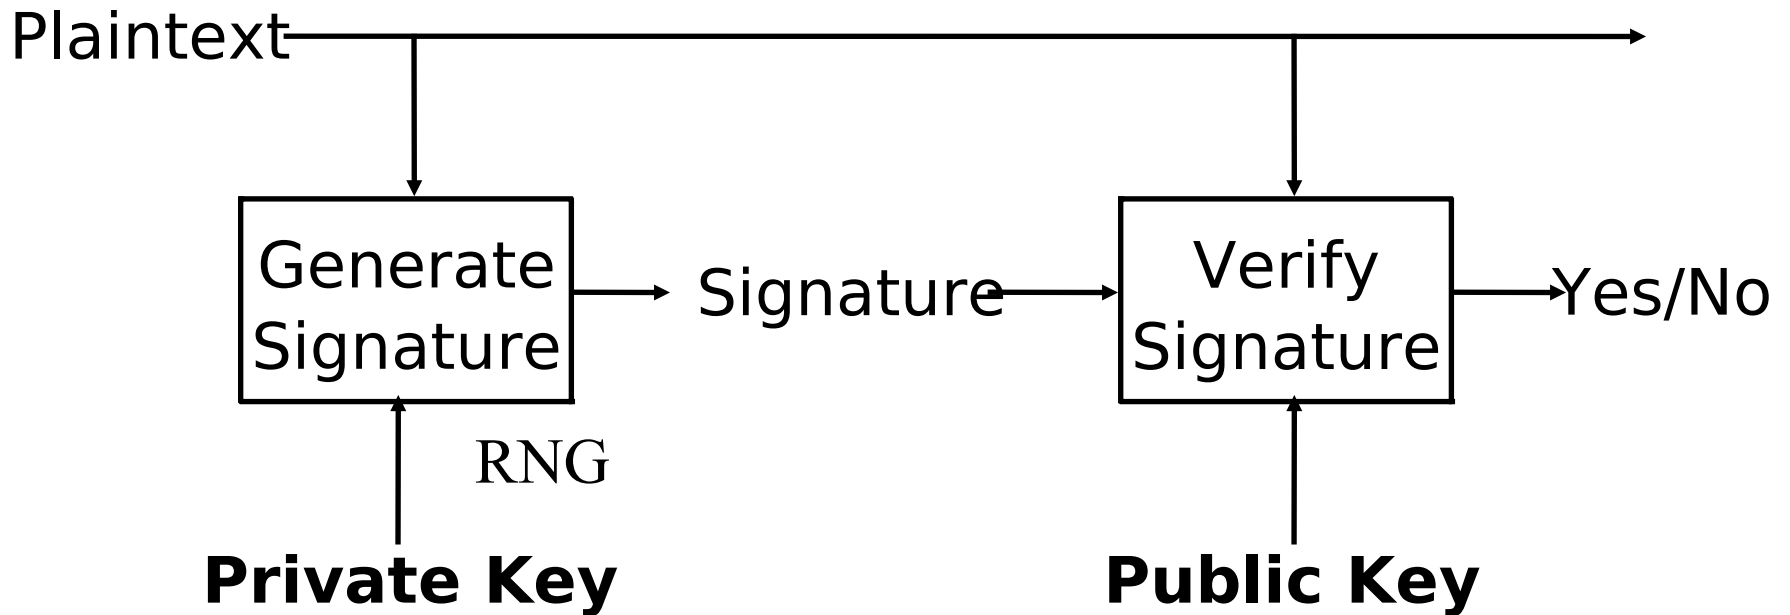 Plaintext
Generate
Signature
Signature
Verify
Signature
Yes/No
RNG
Private Key
Public Key